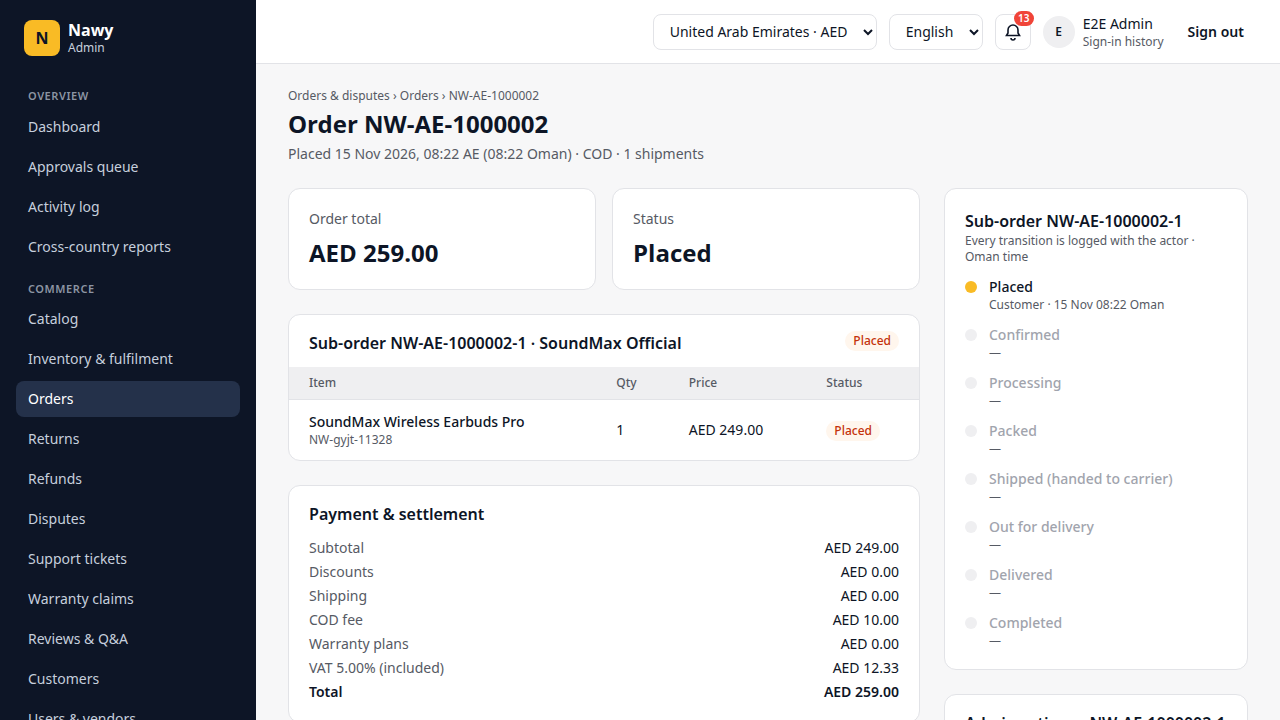 N
Nawy
Admin
OVERVIEW
Dashboard
Approvals queue
Activity log
Cross-country reports
COMMERCE
Catalog
Inventory & fulfilment
Orders
Returns
Refunds
Disputes
Support tickets
Warranty claims
Reviews & Q&A
Customers
Users & vendors
United Arab Emirates · AED
English
13
E
E2E Admin
Sign-in history
Sign out
Orders & disputes › Orders › NW-AE-1000002
Order NW-AE-1000002
Placed 15 Nov 2026, 08:22 AE (08:22 Oman) · COD · 1 shipments
Order total
AED 259.00
Status
Placed
Sub-order NW-AE-1000002-1 · SoundMax Official
Placed
Item Qty Price Status
SoundMax Wireless Earbuds Pro
NW-gyjt-11328
1 AED 249.00 Placed
Payment & settlement
Subtotal AED 249.00
Discounts AED 0.00
Shipping AED 0.00
COD fee AED 10.00
Warranty plans AED 0.00
VAT 5.00% (included) AED 12.33
Total AED 259.00
Sub-order NW-AE-1000002-1
Every transition is logged with the actor ·
Oman time
Placed
Customer · 15 Nov 08:22 Oman
Confirmed
—
Processing
—
Packed
—
Shipped (handed to carrier)
—
Out for delivery
—
Delivered
—
Completed
—